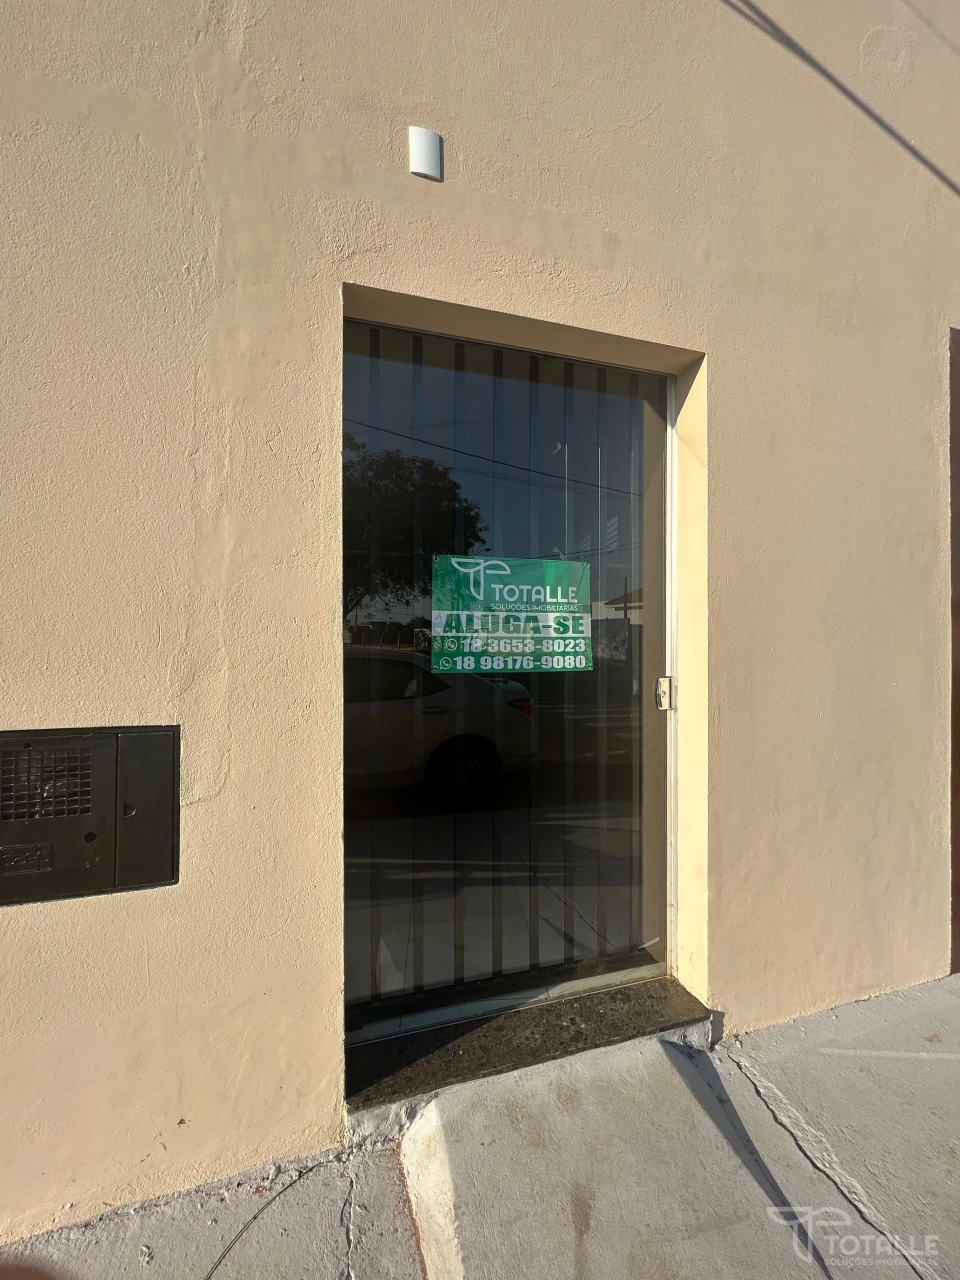 TOTALLE
SOLUÇÕES IMOBILIÁRIAS
ALUGA-SE
18 3653-8023
18 98176-9080
TOTALLE
SOLUÇÕES IMOBILIÁRIAS